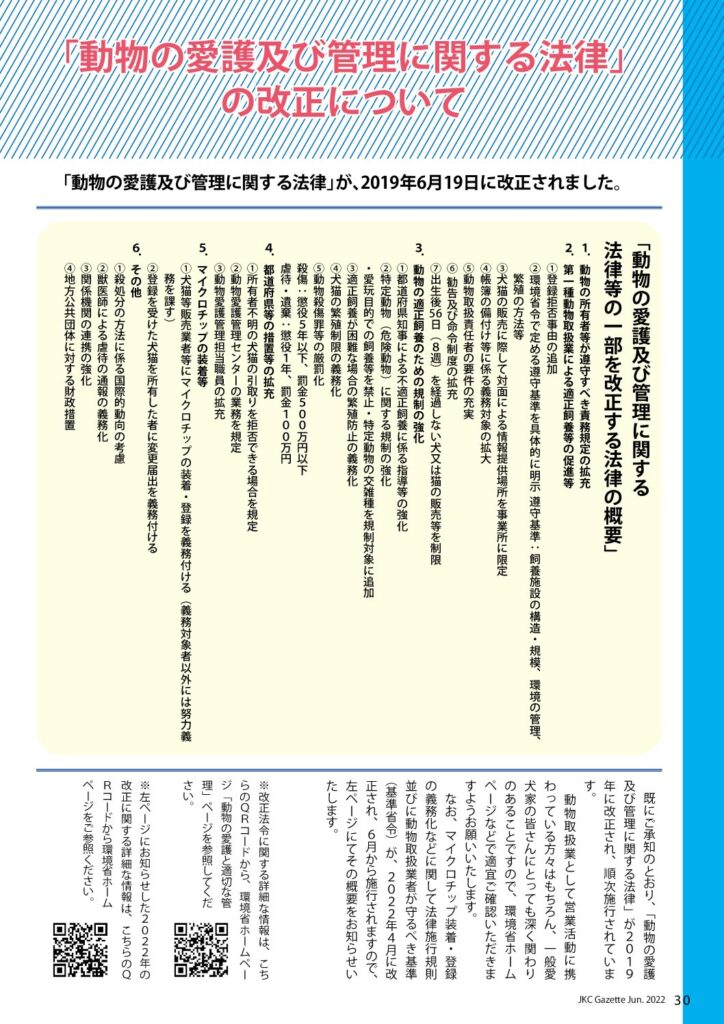 「動物の愛護及び管理に関する法律」
の改正について
「動物の愛護及び管理に関する法律」が、2019年6月19日に改正されました。
「動物の愛護及び管理に関する
法律等の一部を改正する法律の概要」
1．動物の所有者等が遵守すべき責務規定の拡充
2．第一種動物取扱業による適正飼養等の促進等
①登録拒否事由の追加
②環境省令で定める遵守基準を具体的に明示 遵守基準：飼養施設の構造・規模、環境の管理、
繁殖の方法等
③犬猫の販売に際して対面による情報提供場所を事業所に限定
④帳簿の備付け等に係る義務対象の拡大
⑤動物取扱責任者の要件の充実
⑥勧告及び命令制度の拡充
⑦出生後56日（8週）を経過しない犬又は猫の販売等を制限
3．動物の適正飼養のための規制の強化
①都道府県知事による不適正飼養に係る指導等の強化
②特定動物（危険動物）に関する規制の強化
・愛玩目的での飼養等を禁止・特定動物の交雑種を規制対象に追加
③適正飼養が困難な場合の繁殖防止の義務化
④犬猫の繁殖制限の義務化
⑤動物殺傷罪等の厳罰化
殺傷：懲役5年以下、罰金500万円以下
虐待・遺棄：懲役1年、罰金100万円
4．都道府県等の措置等の拡充
①所有者不明の犬猫の引取りを拒否できる場合を規定
②動物愛護管理センターの業務を規定
③動物愛護管理担当職員の拡充
5．マイクロチップの装着等
①犬猫等販売業者等にマイクロチップの装着・登録を義務付ける（義務対象者以外には努力義
務を課す）
②登録を受けた犬猫を所有した者に変更届出を義務付ける
6．その他
①殺処分の方法に係る国際的動向の考慮
②獣医師による虐待の通報の義務化
③関係機関の連携の強化
④地方公共団体に対する財政措置
既にご承知のとおり、「動物の愛護
及び管理に関する法律」が2019
年に改正され、順次施行されていま
す。
動物取扱業として営業活動に携
わっている方々はもちろん、一般愛
犬家の皆さんにとっても深く関わり
のあることですので、環境省ホーム
ページなどで適宜ご確認いただきま
すようお願いいたします。
なお、マイクロチップ装着・登録
の義務化などに関して法律施行規則
並びに動物取扱業者が守るべき基準
（基準省令）が、2022年4月に改
正され、6月から施行されますので、
左ページにてその概要をお知らせい
たします。
※改正法令に関する詳細な情報は、こち
らのQRコードから、環境省ホームペー
ジ「動物の愛護と適切な管
理」ページを参照してくだ
さい。
※左ページにお知らせした2022年の
改正に関する詳細な情報は、こちらのQ
Rコードから環境省ホーム
ページをご参照ください。
JKC Gazette Jun. 2022 30